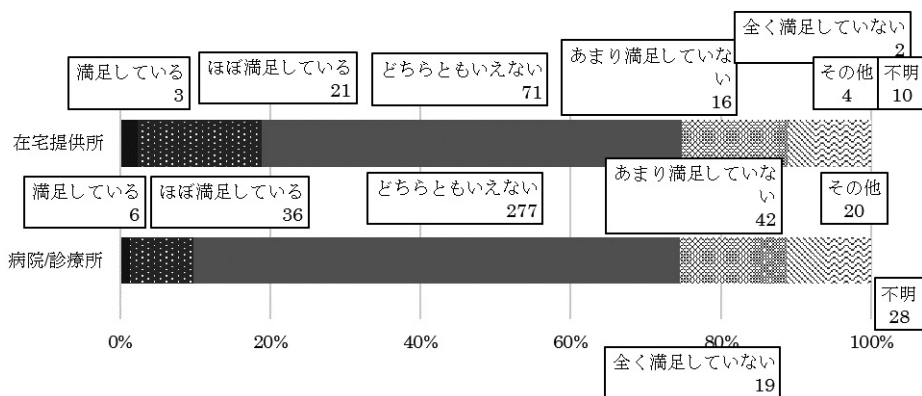 全く満足していない
2
満足している
3
ほぼ満足している
21
どちらともいえない
71
あまり満足していな
い
16
その他
4
不明
10
在宅提供所
満足している
6
ほぼ満足している
36
どちらともいえない
277
あまり満足していな
い
42
その他
20
病院/診療所
不明
28
0%
20%
40%
60%
80%
100%
全く満足していない
19